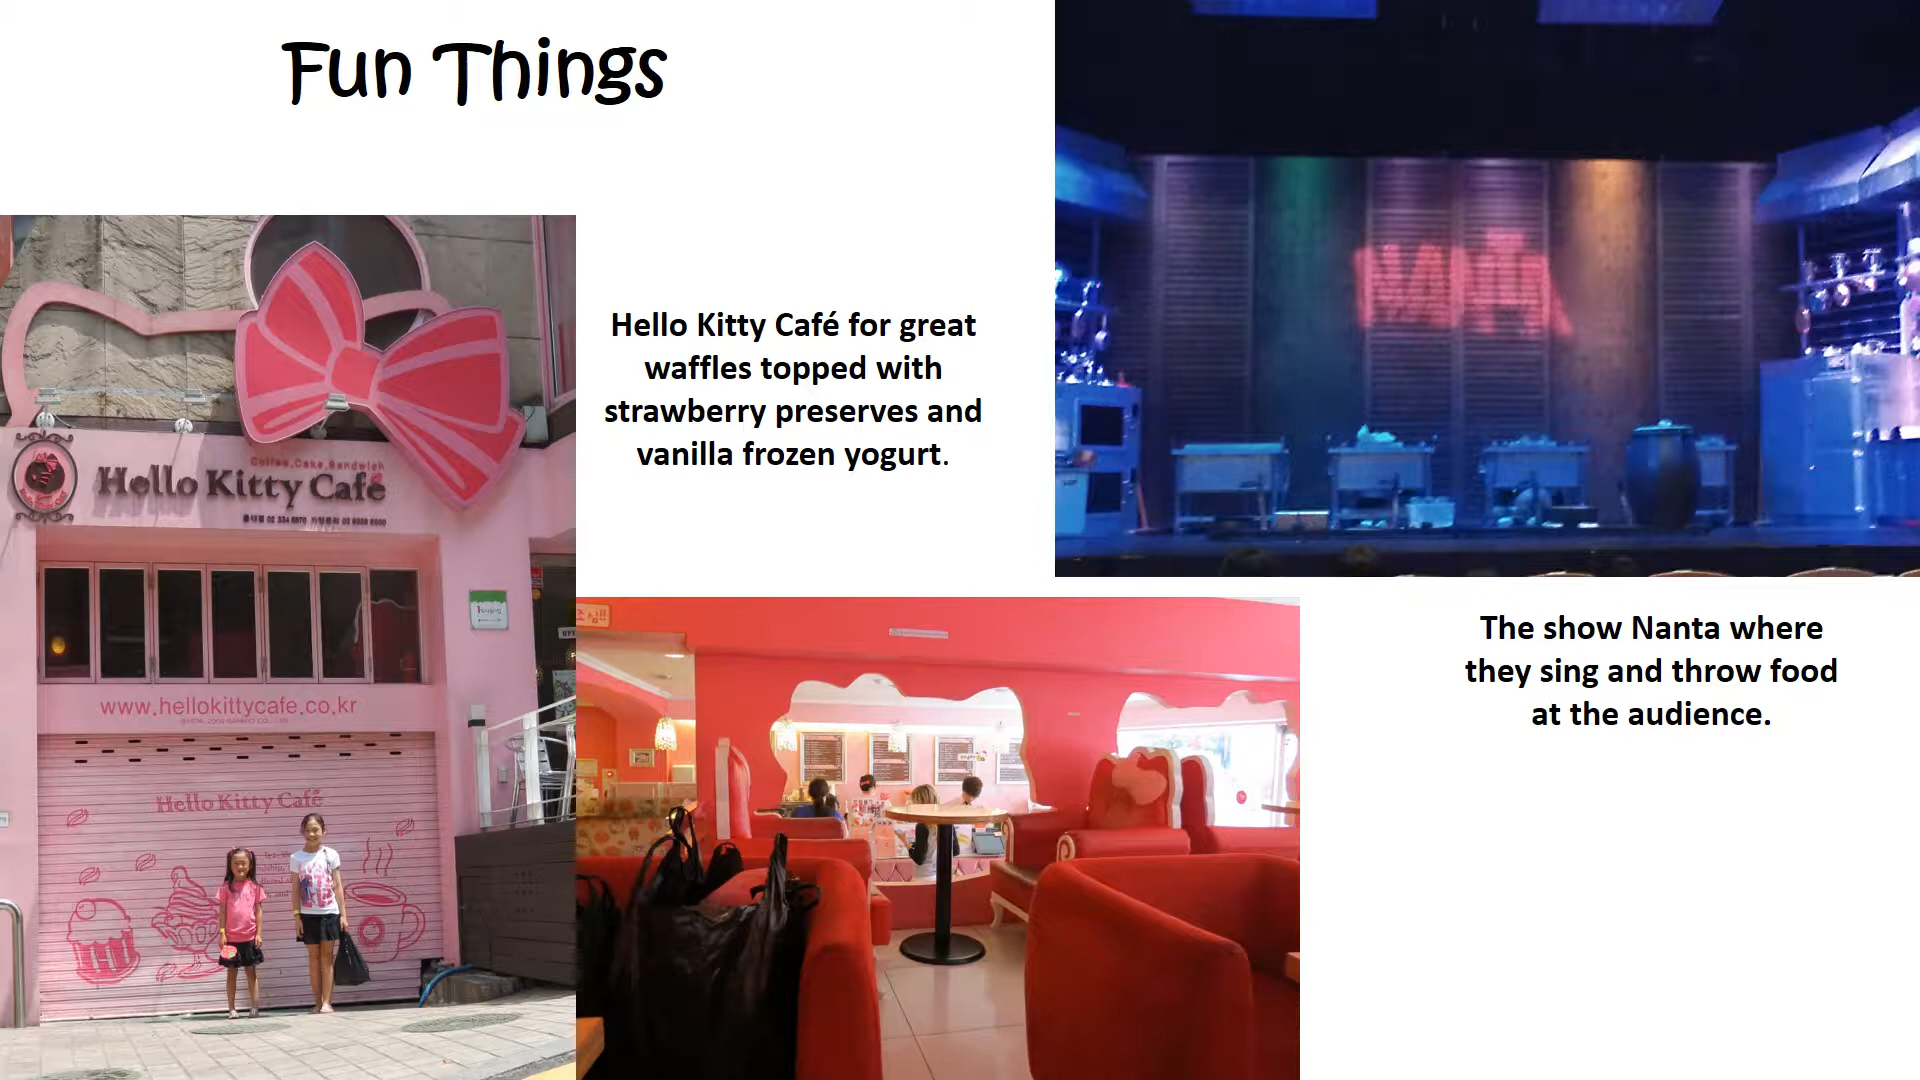 Fun Things
Hello Kitty Café for great
waffles topped with
strawberry preserves and
vanilla frozen yogurt.
NANTA
Coffee, Cake, Sandwich
Hello Kitty Cafe
www.hellokittycafe.co.kr
Hello Kitty Café
The show Nanta where
they sing and throw food
at the audience.